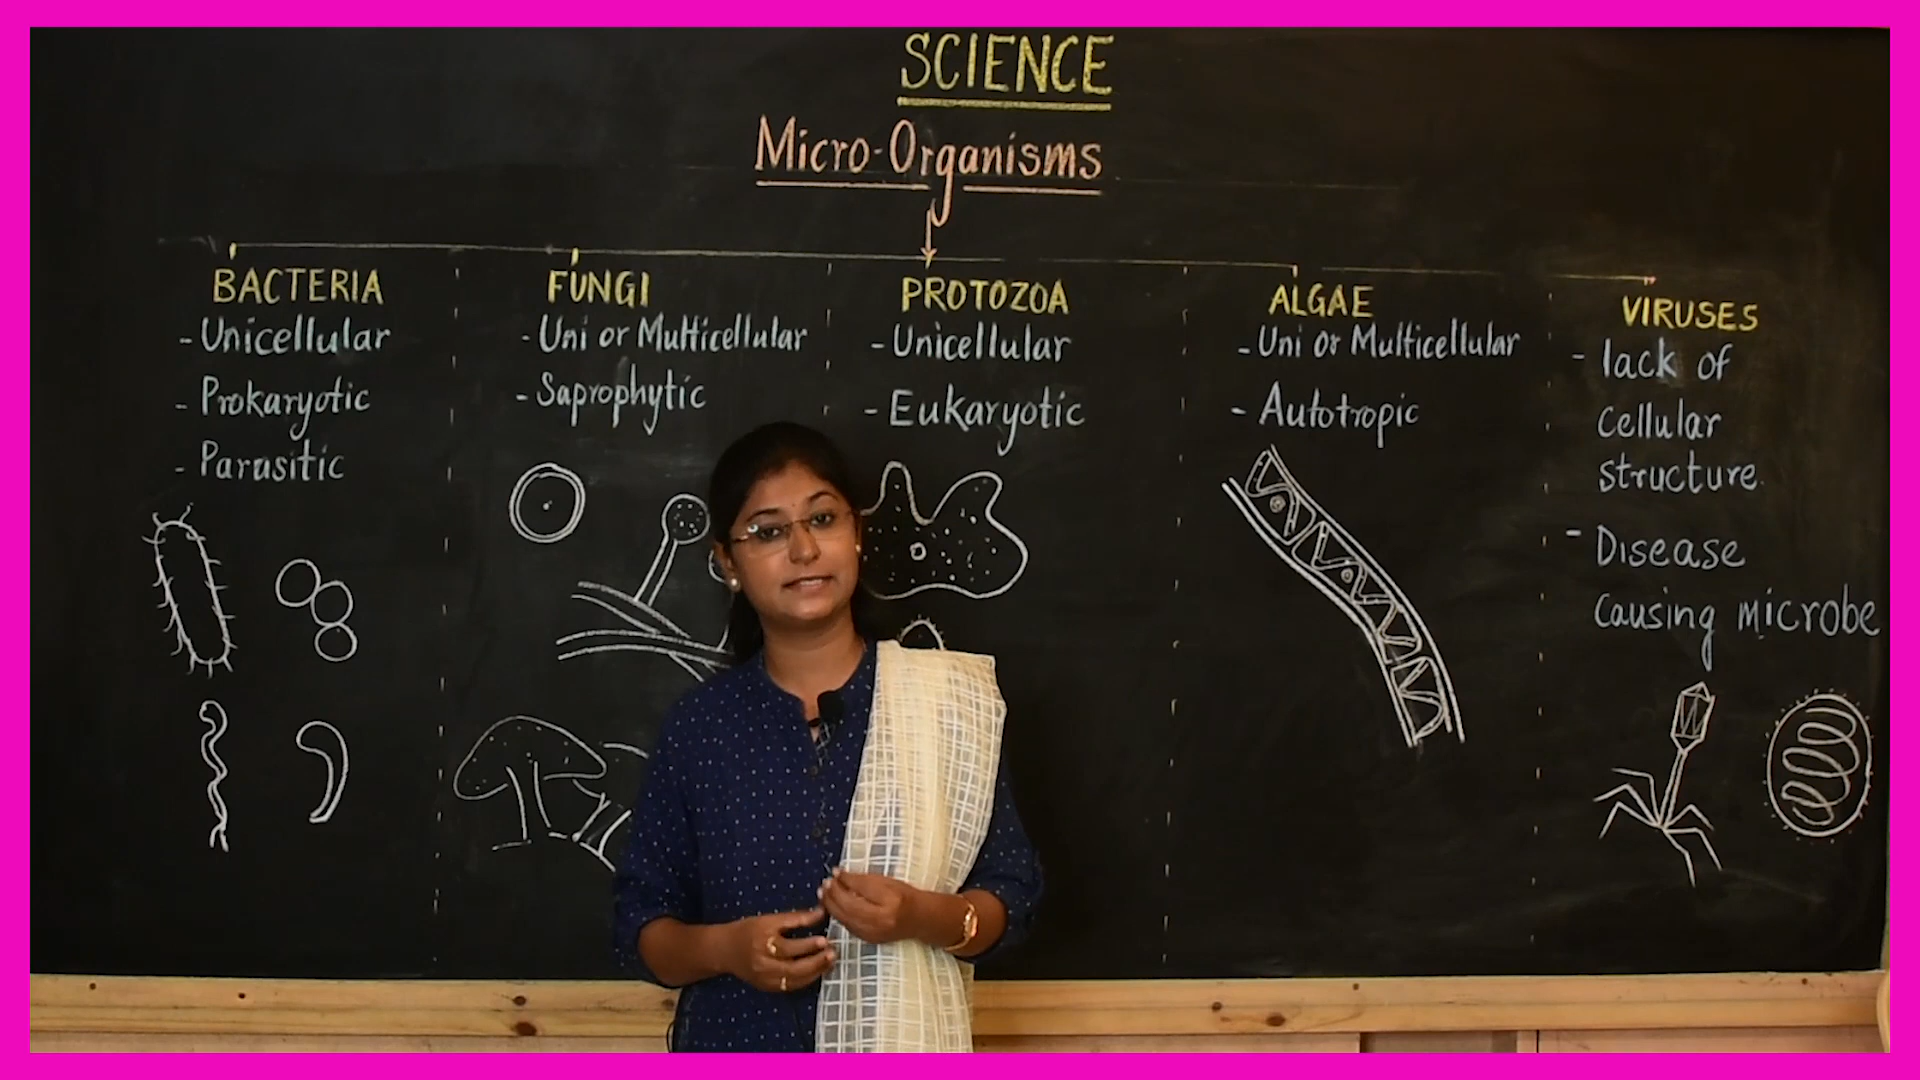 SCIENCE
Micro-Organisms
BACTERIA
- Unicellular
- Prokaryotic
- Parasitic
FUNGI
- Uni or Multicellular
- Saprophytic
PROTOZOA
- Unicellular
- Eukaryotic
ALGAE
- Uni or Multicellular
- Autotropic
VIRUSES
- lack of
cellular
structure.
- Disease
causing microbe